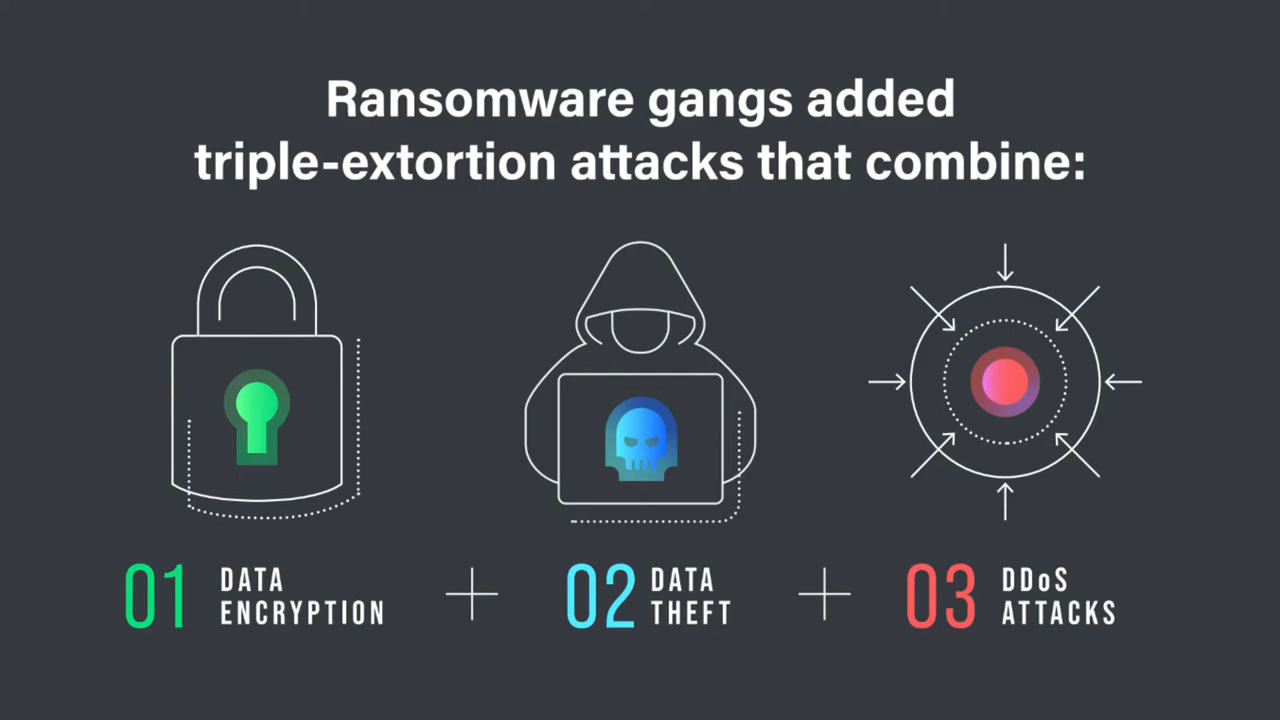 Ransomware gangs added
triple-extortion attacks that combine:
01 DATA
ENCRYPTION
+
02 DATA
THEFT
+
03 DDoS
ATTACKS